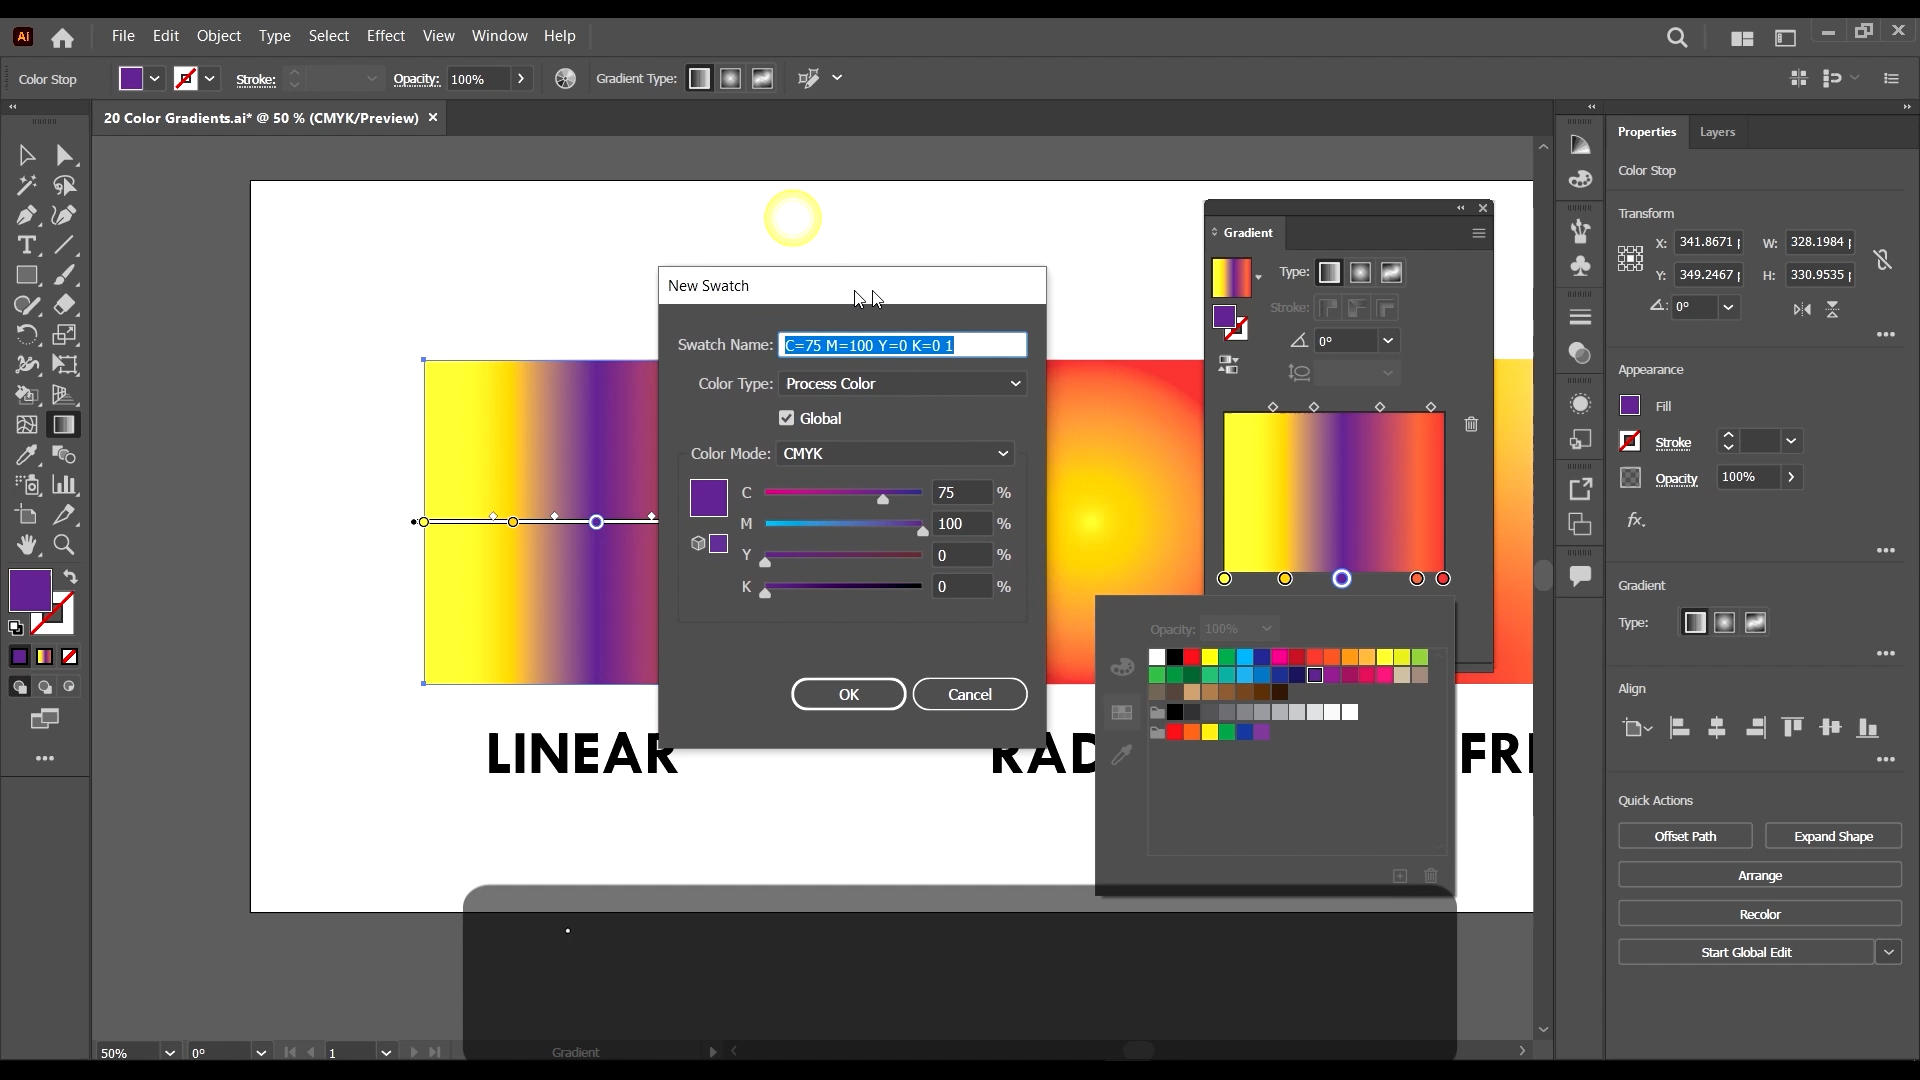 Ai
File Edit Object Type Select Effect View Window Help
Color Stop Stroke: Opacity: 100% Gradient Type:
20 Color Gradients.ai* @ 50 % (CMYK/Preview) ×
Gradient
Type:
Stroke:
0°
New Swatch
Swatch Name: C=75 M=100 Y=0 K=0 1
Color Type: Process Color
Global
Color Mode: CMYK
C 75 %
M 100 %
Y 0 %
K 0 %
OK Cancel
Opacity: 100%
LINEAR
RAD
FRE
50% 0° 1 Gradient
Properties Layers
Color Stop
Transform
X: 341.8671 W: 328.1984
Y: 349.2467 H: 330.9535
0°
Appearance
Fill
Stroke
Opacity 100%
fx.
Gradient
Type:
Align
Quick Actions
Offset Path Expand Shape
Arrange
Recolor
Start Global Edit